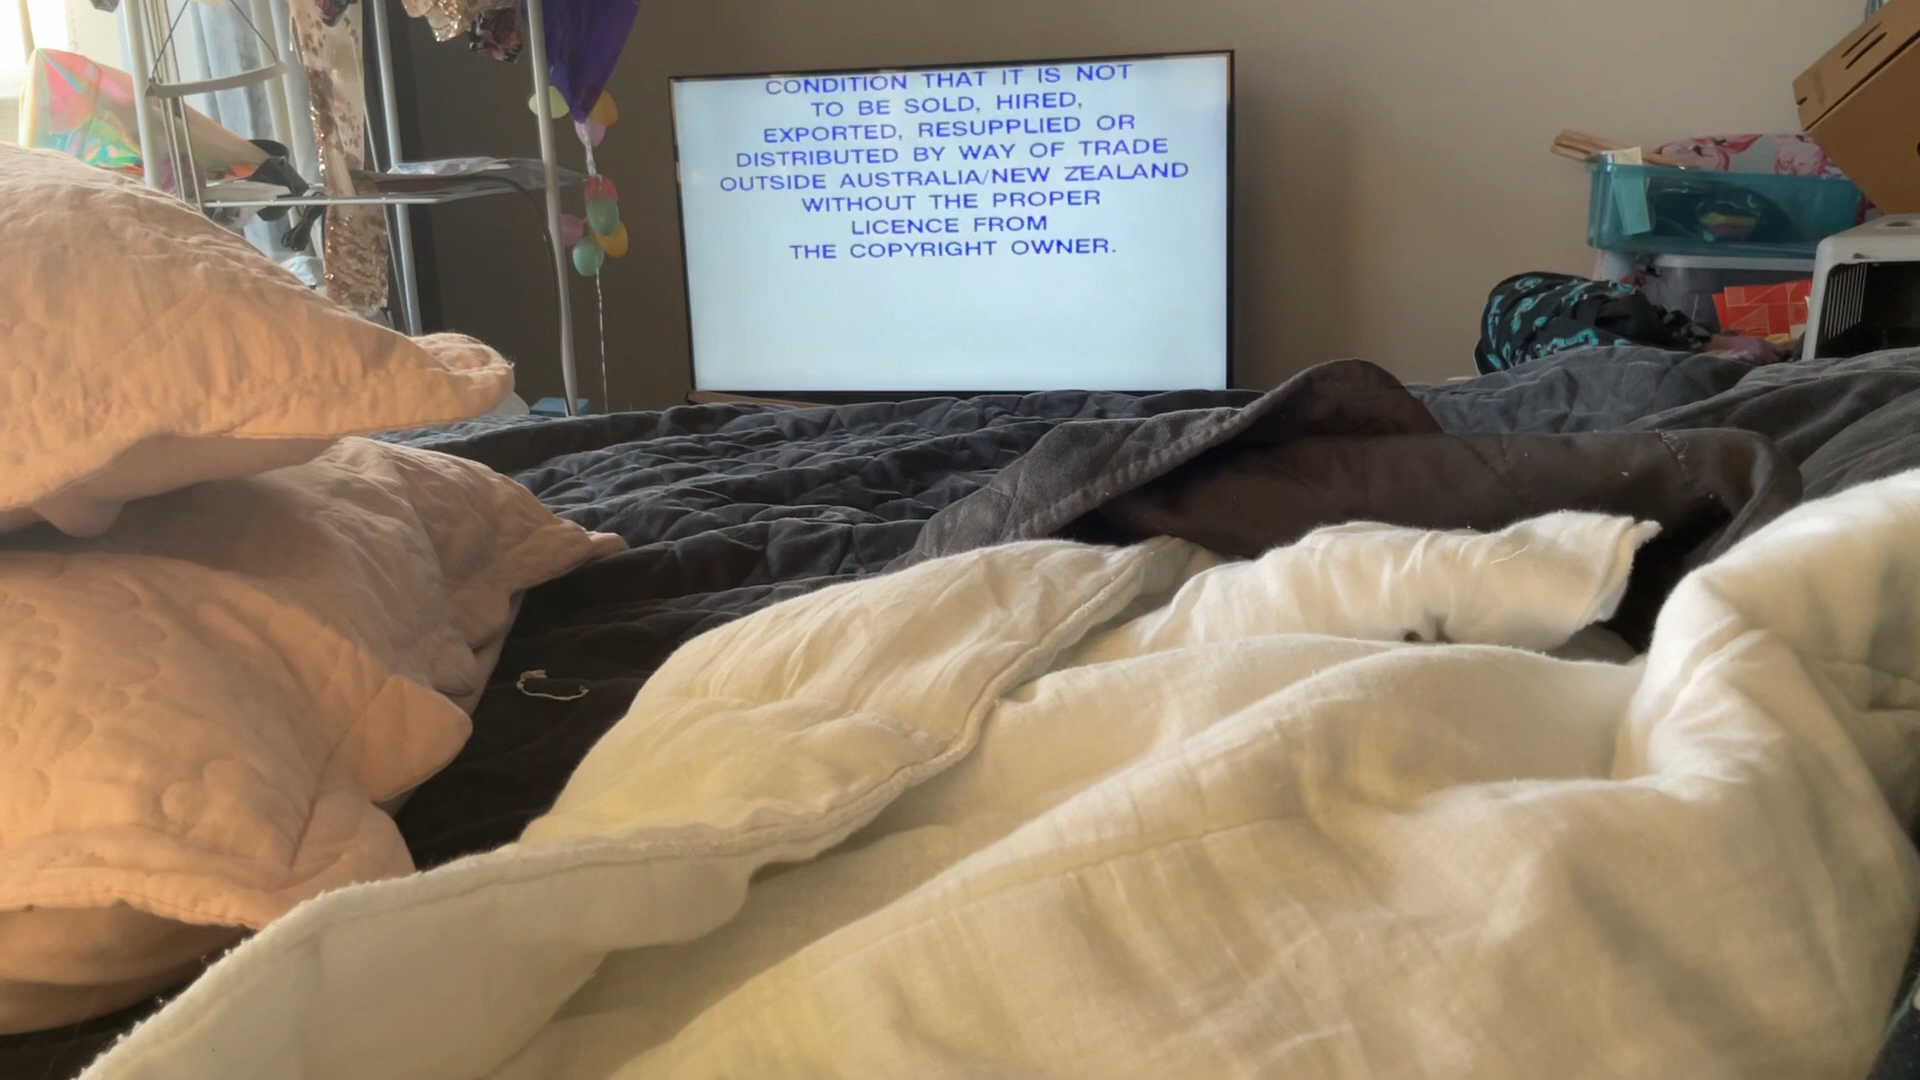 CONDITION THAT IT IS NOT
TO BE SOLD, HIRED,
EXPORTED, RESUPPLIED OR
DISTRIBUTED BY WAY OF TRADE
OUTSIDE AUSTRALIA/NEW ZEALAND
WITHOUT THE PROPER
LICENCE FROM
THE COPYRIGHT OWNER.